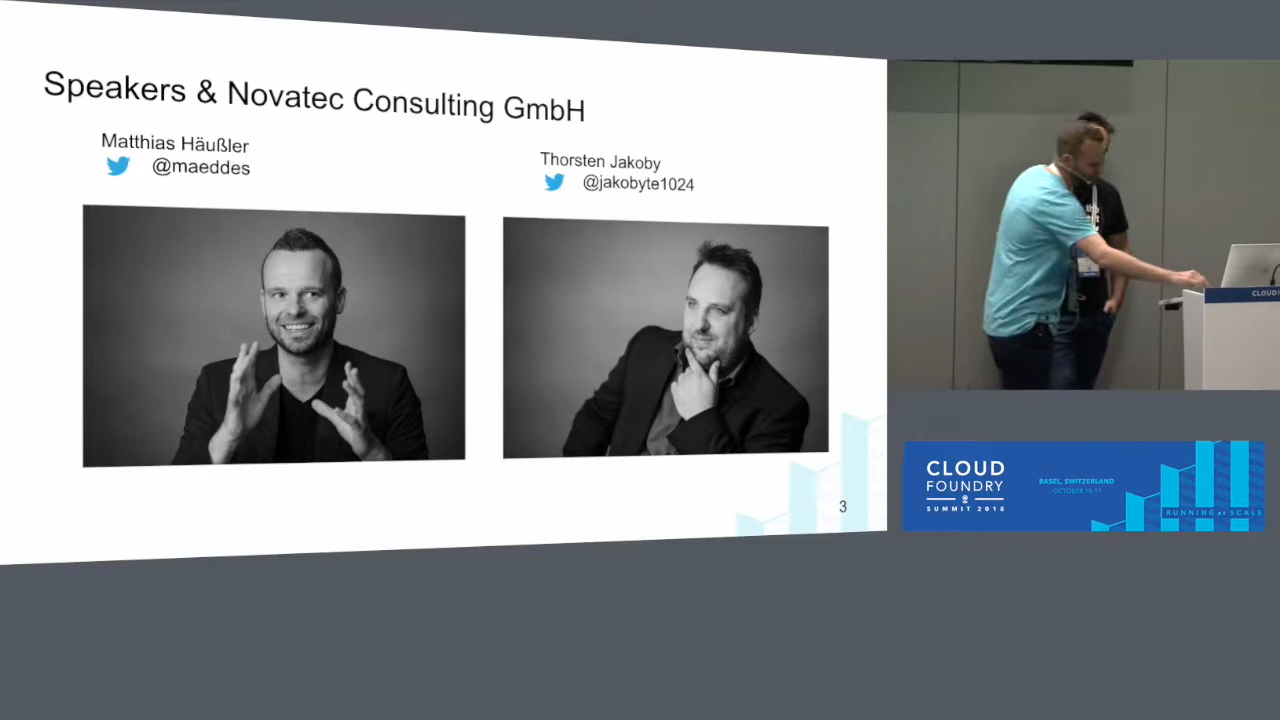 Speakers & Novatec Consulting GmbH
Matthias Häußler
@maeddes
Thorsten Jakoby
@jakobyte1024
3
CLOUD
CLOUD
FOUNDRY
SUMMIT 2018
BASEL, SWITZERLAND
OCTOBER 10-11
RUNNING AT SCALE